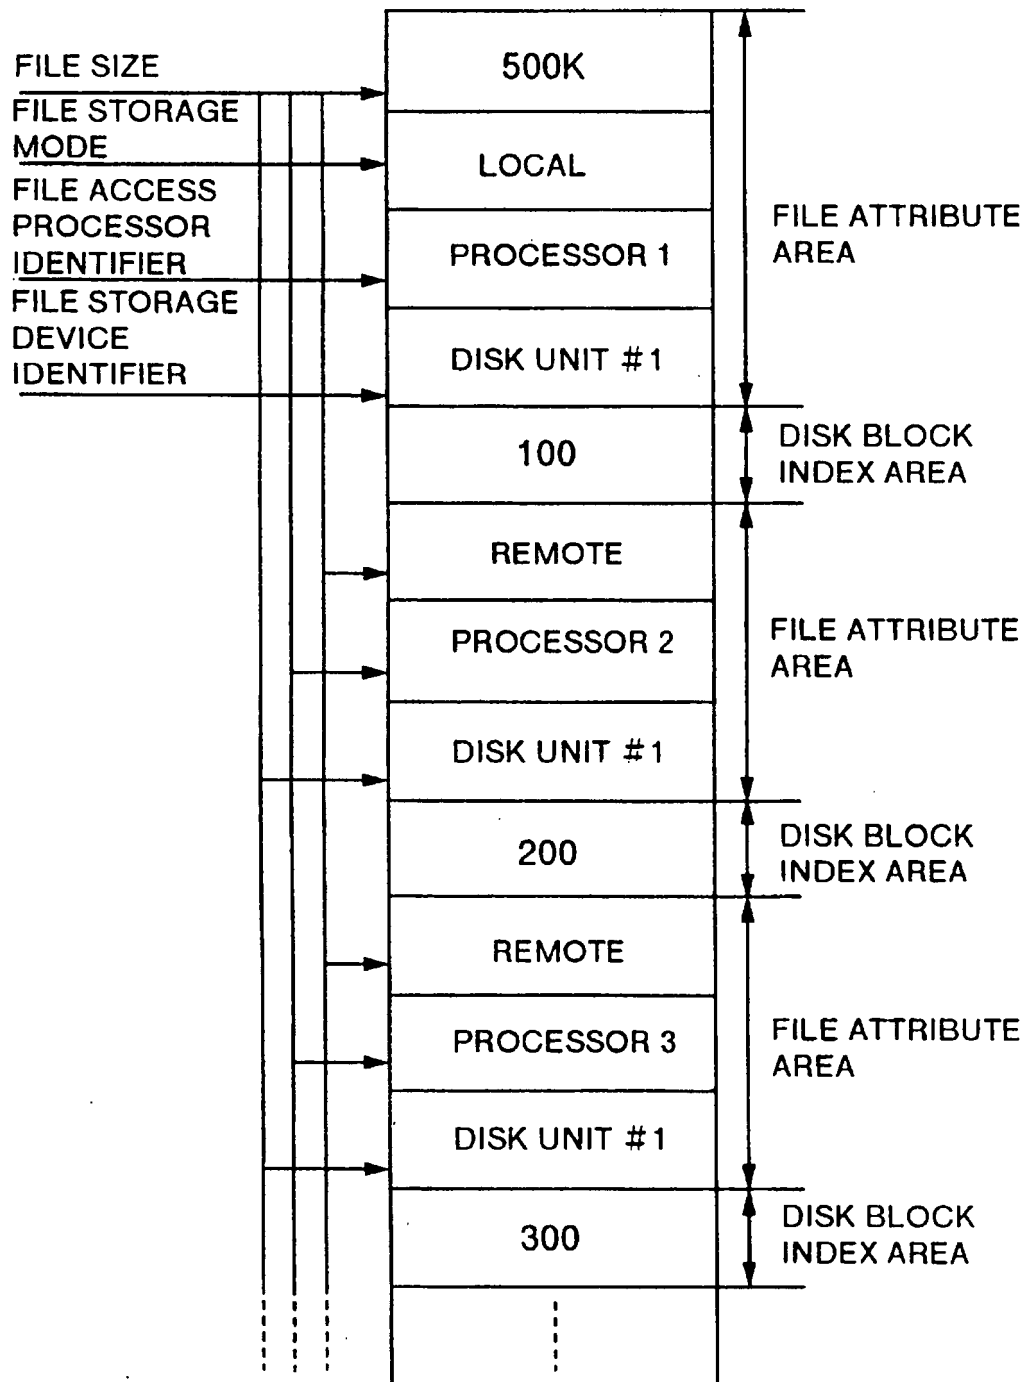 FILE SIZE
FILE STORAGE
MODE
FILE ACCESS
PROCESSOR
IDENTIFIER
FILE STORAGE
DEVICE
IDENTIFIER
500K
LOCAL
PROCESSOR 1
DISK UNIT #1
100
REMOTE
PROCESSOR 2
DISK UNIT #1
200
REMOTE
PROCESSOR 3
DISK UNIT #1
300
FILE ATTRIBUTE
AREA
DISK BLOCK
INDEX AREA
FILE ATTRIBUTE
AREA
DISK BLOCK
INDEX AREA
FILE ATTRIBUTE
AREA
DISK BLOCK
INDEX AREA